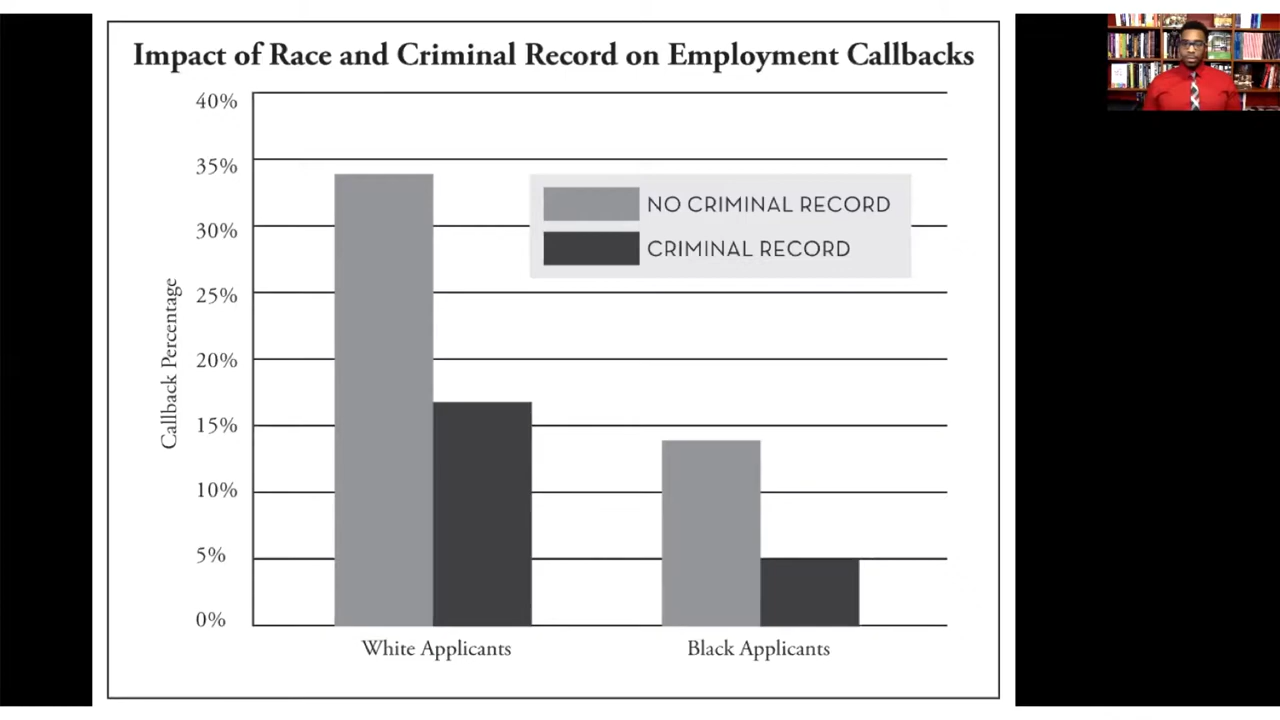 Impact of Race and Criminal Record on Employment Callbacks
40%
35%
30%
25%
20%
15%
10%
5%
0%
Callback Percentage
NO CRIMINAL RECORD
CRIMINAL RECORD
White Applicants
Black Applicants